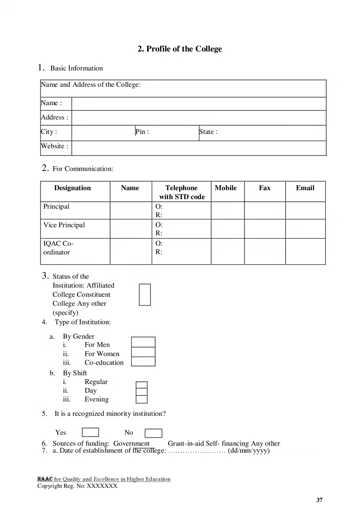 2. Profile of the College
1. Basic Information
Name and Address of the College:
Name :
Address :
City : Pin : State :
Website :
2. For Communication:
Designation Name Telephone with STD code Mobile Fax Email
Principal O:
R:
Vice Principal O:
R:
IQAC Co- O:
ordinator R:
3. Status of the
Institution: Affiliated
College Constituent
College Any other
(specify)
4. Type of Institution:
a. By Gender
i. For Men
ii. For Women
iii. Co-education
b. By Shift
i. Regular
ii. Day
iii. Evening
5. It is a recognized minority institution?
Yes No
6. Sources of funding: Government Grant-in-aid Self- financing Any other
7. a. Date of establishment of the college: …………………… (dd/mm/yyyy)
NAAC for Quality and Excellence in Higher Education
Copyright Reg. No: XXXXXXX
37